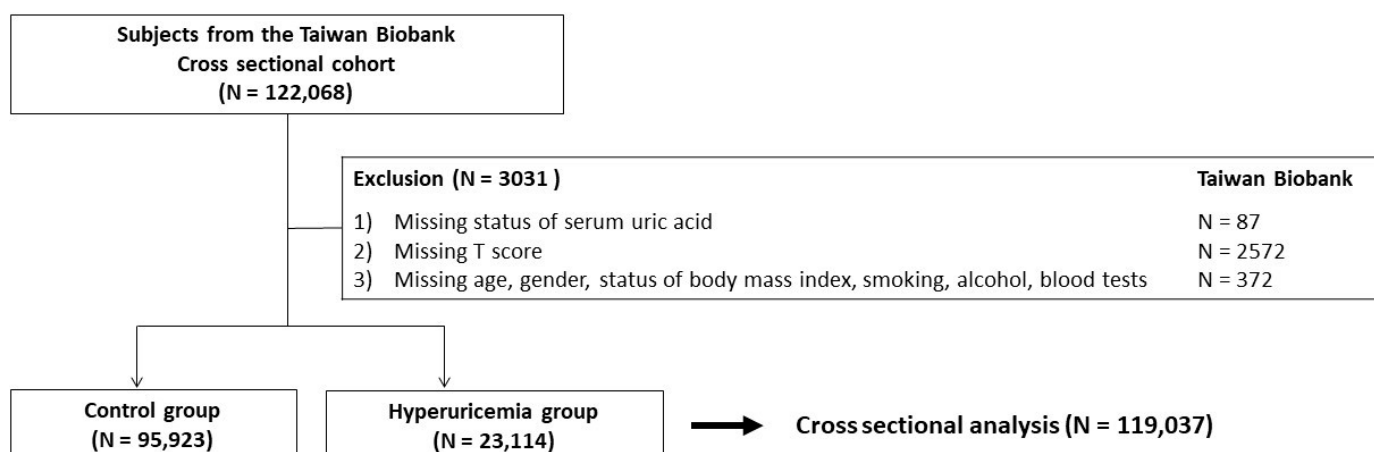 Subjects from the Taiwan Biobank
Cross sectional cohort
(N = 122,068)
Exclusion (N = 3031 ) Taiwan Biobank
1) Missing status of serum uric acid N = 87
2) Missing T score N = 2572
3) Missing age, gender, status of body mass index, smoking, alcohol, blood tests N = 372
Control group
(N = 95,923)
Hyperuricemia group
(N = 23,114)
Cross sectional analysis (N = 119,037)